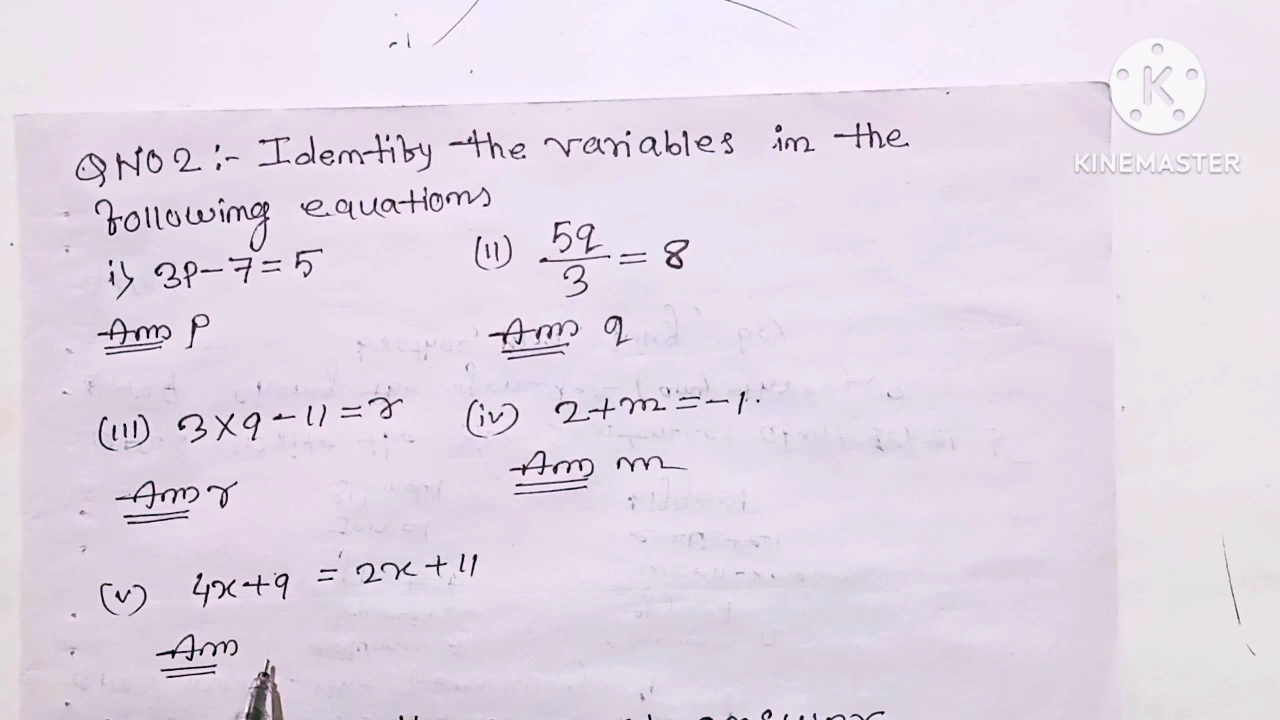 QNO 2:- Identify the variables in the
following equations
i) 3p-7=5 (ii) 5q/3 = 8
Ans p Ans q
(iii) 3×9-11=r (iv) 2+m=-1.
Ans r Ans m
(v) 4x+9 = 2x+11
Ans
K
KINEMASTER